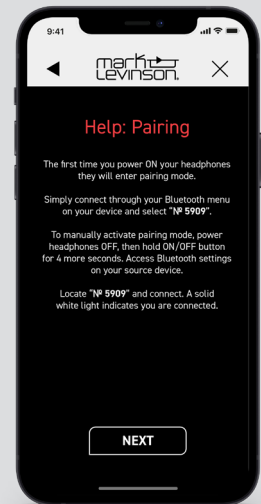 9:41
mark
Levinson.
Help: Pairing
The first time you power ON your headphones
they will enter pairing mode.
Simply connect through your Bluetooth menu
on your device and select "Nº 5909".
To manually activate pairing mode, power
headphones OFF, then hold ON/OFF button
for 4 more seconds. Access Bluetooth settings
on your source device.
Locate "Nº 5909" and connect. A solid
white light indicates you are connected.
NEXT